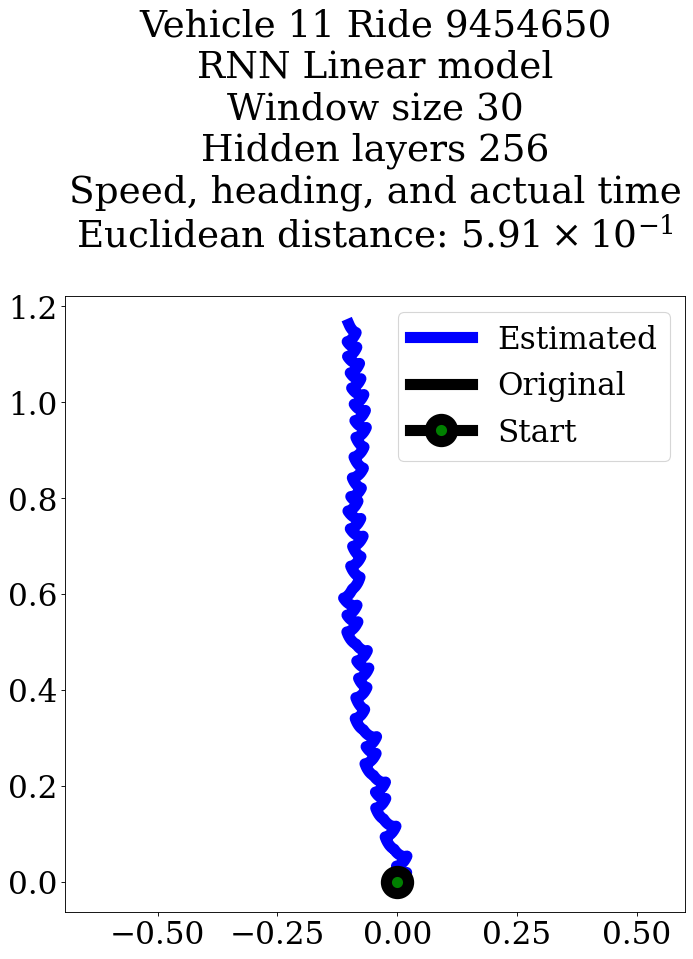 Vehicle 11 Ride 9454650
RNN Linear model
Window size 30
Hidden layers 256
Speed, heading, and actual time
Euclidean distance: 5.91 × 10⁻¹
Estimated
Original
Start
1.2
1.0
0.8
0.6
0.4
0.2
0.0
−0.50 −0.25 0.00 0.25 0.50